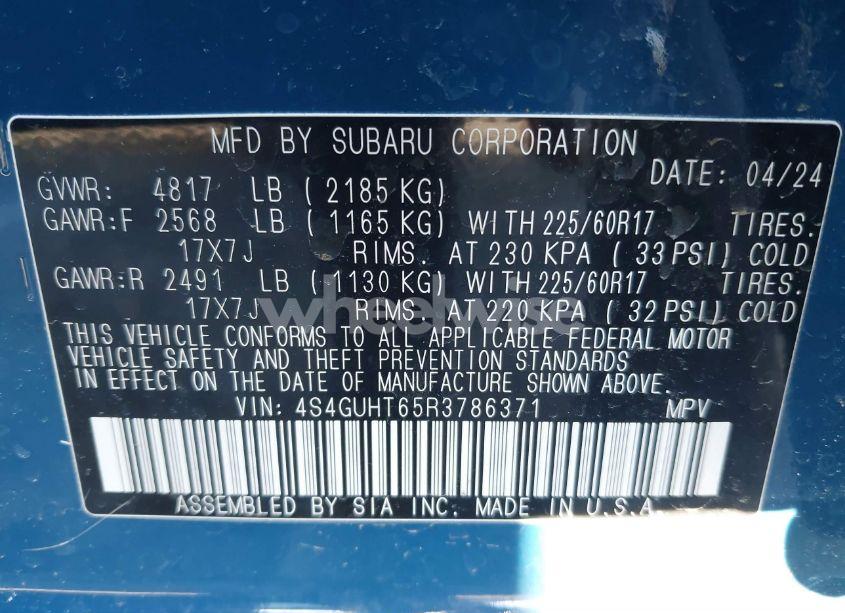 MFD BY SUBARU CORPORATION
DATE: 04/24
GVWR: 4817 LB ( 2185 KG)
GAWR:F 2568 LB ( 1165 KG) WITH 225/60R17 TIRES.
17X7J RIMS. AT 230 KPA ( 33 PSI) COLD
GAWR:R 2491 LB ( 1130 KG) WITH 225/60R17 TIRES.
17X7J RIMS. AT 220 KPA ( 32 PSI) COLD
wheelwise
THIS VEHICLE CONFORMS TO ALL APPLICABLE FEDERAL MOTOR
VEHICLE SAFETY AND THEFT PREVENTION STANDARDS
IN EFFECT ON THE DATE OF MANUFACTURE SHOWN ABOVE.
VIN: 4S4GUHT65R3786371 MPV
ASSEMBLED BY SIA INC. MADE IN U.S.A.